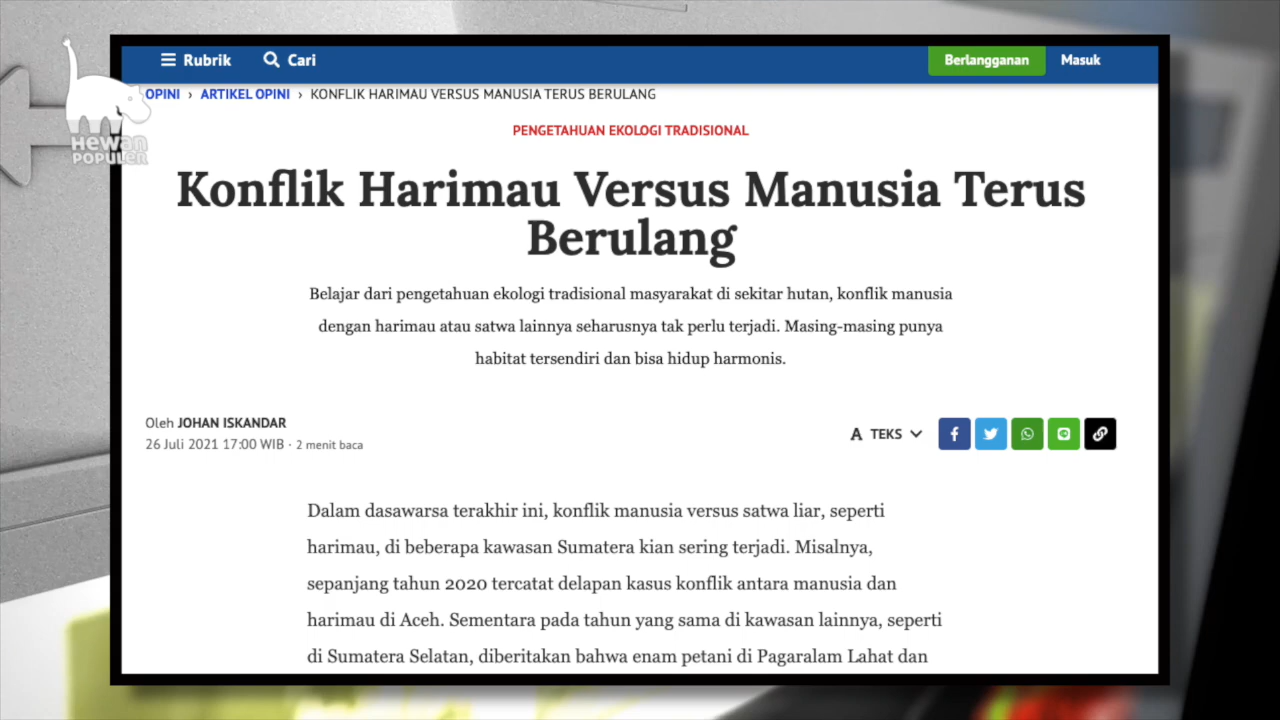 Rubrik Cari Berlangganan Masuk
OPINI › ARTIKEL OPINI › KONFLIK HARIMAU VERSUS MANUSIA TERUS BERULANG
HeWan
POPULER
PENGETAHUAN EKOLOGI TRADISIONAL
Konflik Harimau Versus Manusia Terus
Berulang
Belajar dari pengetahuan ekologi tradisional masyarakat di sekitar hutan, konflik manusia
dengan harimau atau satwa lainnya seharusnya tak perlu terjadi. Masing-masing punya
habitat tersendiri dan bisa hidup harmonis.
Oleh JOHAN ISKANDAR
26 Juli 2021 17:00 WIB · 2 menit baca
A TEKS
Dalam dasawarsa terakhir ini, konflik manusia versus satwa liar, seperti
harimau, di beberapa kawasan Sumatera kian sering terjadi. Misalnya,
sepanjang tahun 2020 tercatat delapan kasus konflik antara manusia dan
harimau di Aceh. Sementara pada tahun yang sama di kawasan lainnya, seperti
di Sumatera Selatan, diberitakan bahwa enam petani di Pagaralam Lahat dan